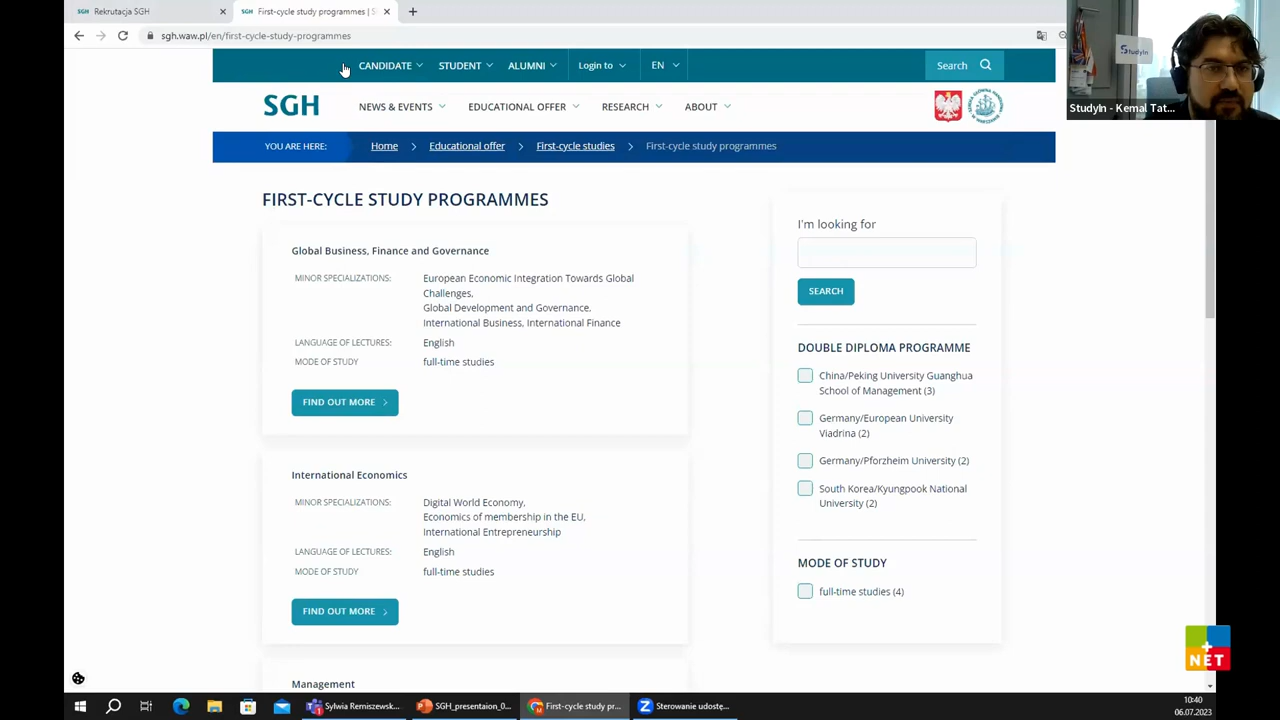 Rekrutacja SGH
First-cycle study programmes | S
sgh.waw.pl/en/first-cycle-study-programmes
CANDIDATE
STUDENT
ALUMNI
Login to
EN
Search
StudyIn
StudyIn - Kemal Tat...
SGH
NEWS & EVENTS
EDUCATIONAL OFFER
RESEARCH
ABOUT
YOU ARE HERE:
Home
Educational offer
First-cycle studies
First-cycle study programmes
FIRST-CYCLE STUDY PROGRAMMES
Global Business, Finance and Governance
MINOR SPECIALIZATIONS:
European Economic Integration Towards Global
Challenges,
Global Development and Governance,
International Business, International Finance
LANGUAGE OF LECTURES:
English
MODE OF STUDY
full-time studies
FIND OUT MORE
International Economics
MINOR SPECIALIZATIONS:
Digital World Economy,
Economics of membership in the EU,
International Entrepreneurship
LANGUAGE OF LECTURES:
English
MODE OF STUDY
full-time studies
FIND OUT MORE
Management
I'm looking for
SEARCH
DOUBLE DIPLOMA PROGRAMME
China/Peking University Guanghua
School of Management (3)
Germany/European University
Viadrina (2)
Germany/Pforzheim University (2)
South Korea/Kyungpook National
University (2)
MODE OF STUDY
full-time studies (4)
+NET
Sylwia Remiszewsk...
SGH_presentaion_0...
First-cycle study pr...
Sterowanie udostę...
10:40
06.07.2023